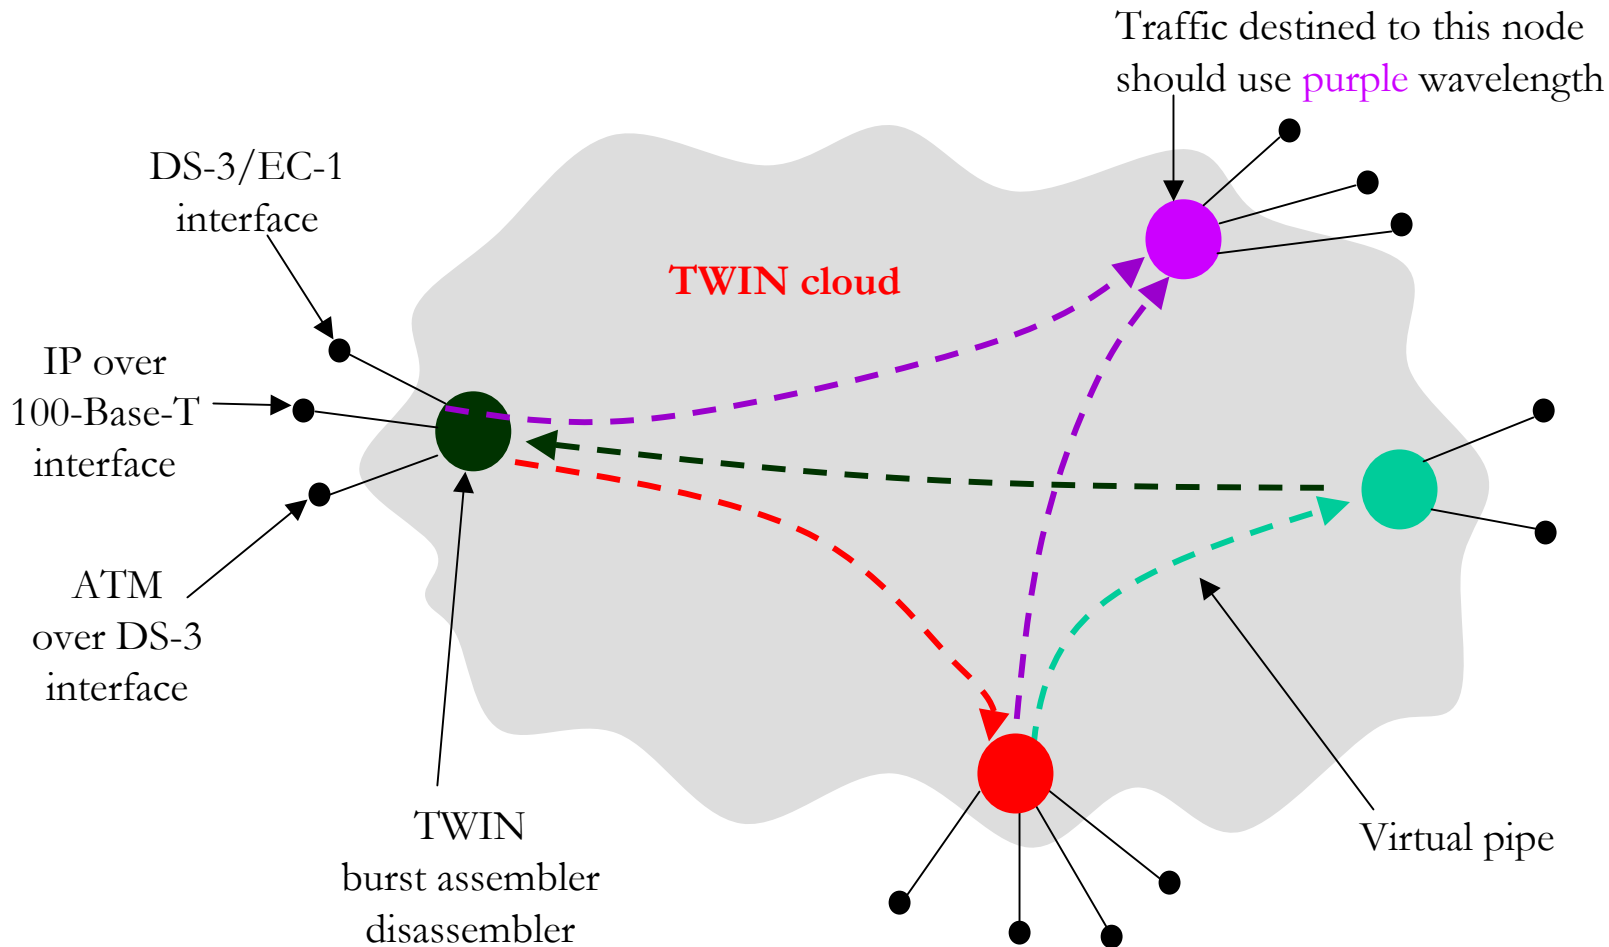 Traffic destined to this node
should use purple wavelength
DS-3/EC-1
interface
TWIN cloud
IP over
100-Base-T
interface
ATM
over DS-3
interface
TWIN
burst assembler
disassembler
Virtual pipe